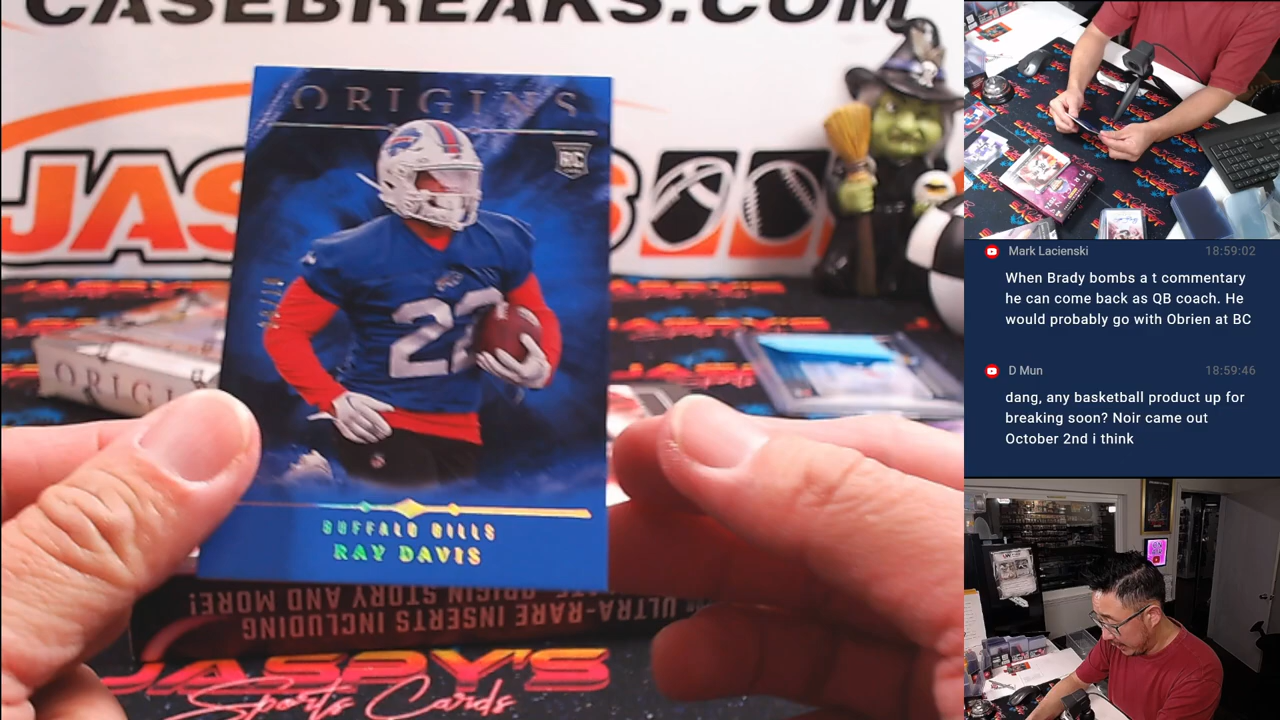 CASEBREAKS.COM
ORIGINS
RC
JAS
S
22
BUFFALO BILLS
RAY DAVIS
ORIGI
ULTRA-RARE INSERTS INCLUDING
ORIGIN STORY AND MORE!
JASPY'S
Sports Cards
Mark Lacienski 18:59:02
When Brady bombs a t commentary
he can come back as QB coach. He
would probably go with Obrien at BC
D Mun 18:59:46
dang, any basketball product up for
breaking soon? Noir came out
October 2nd i think